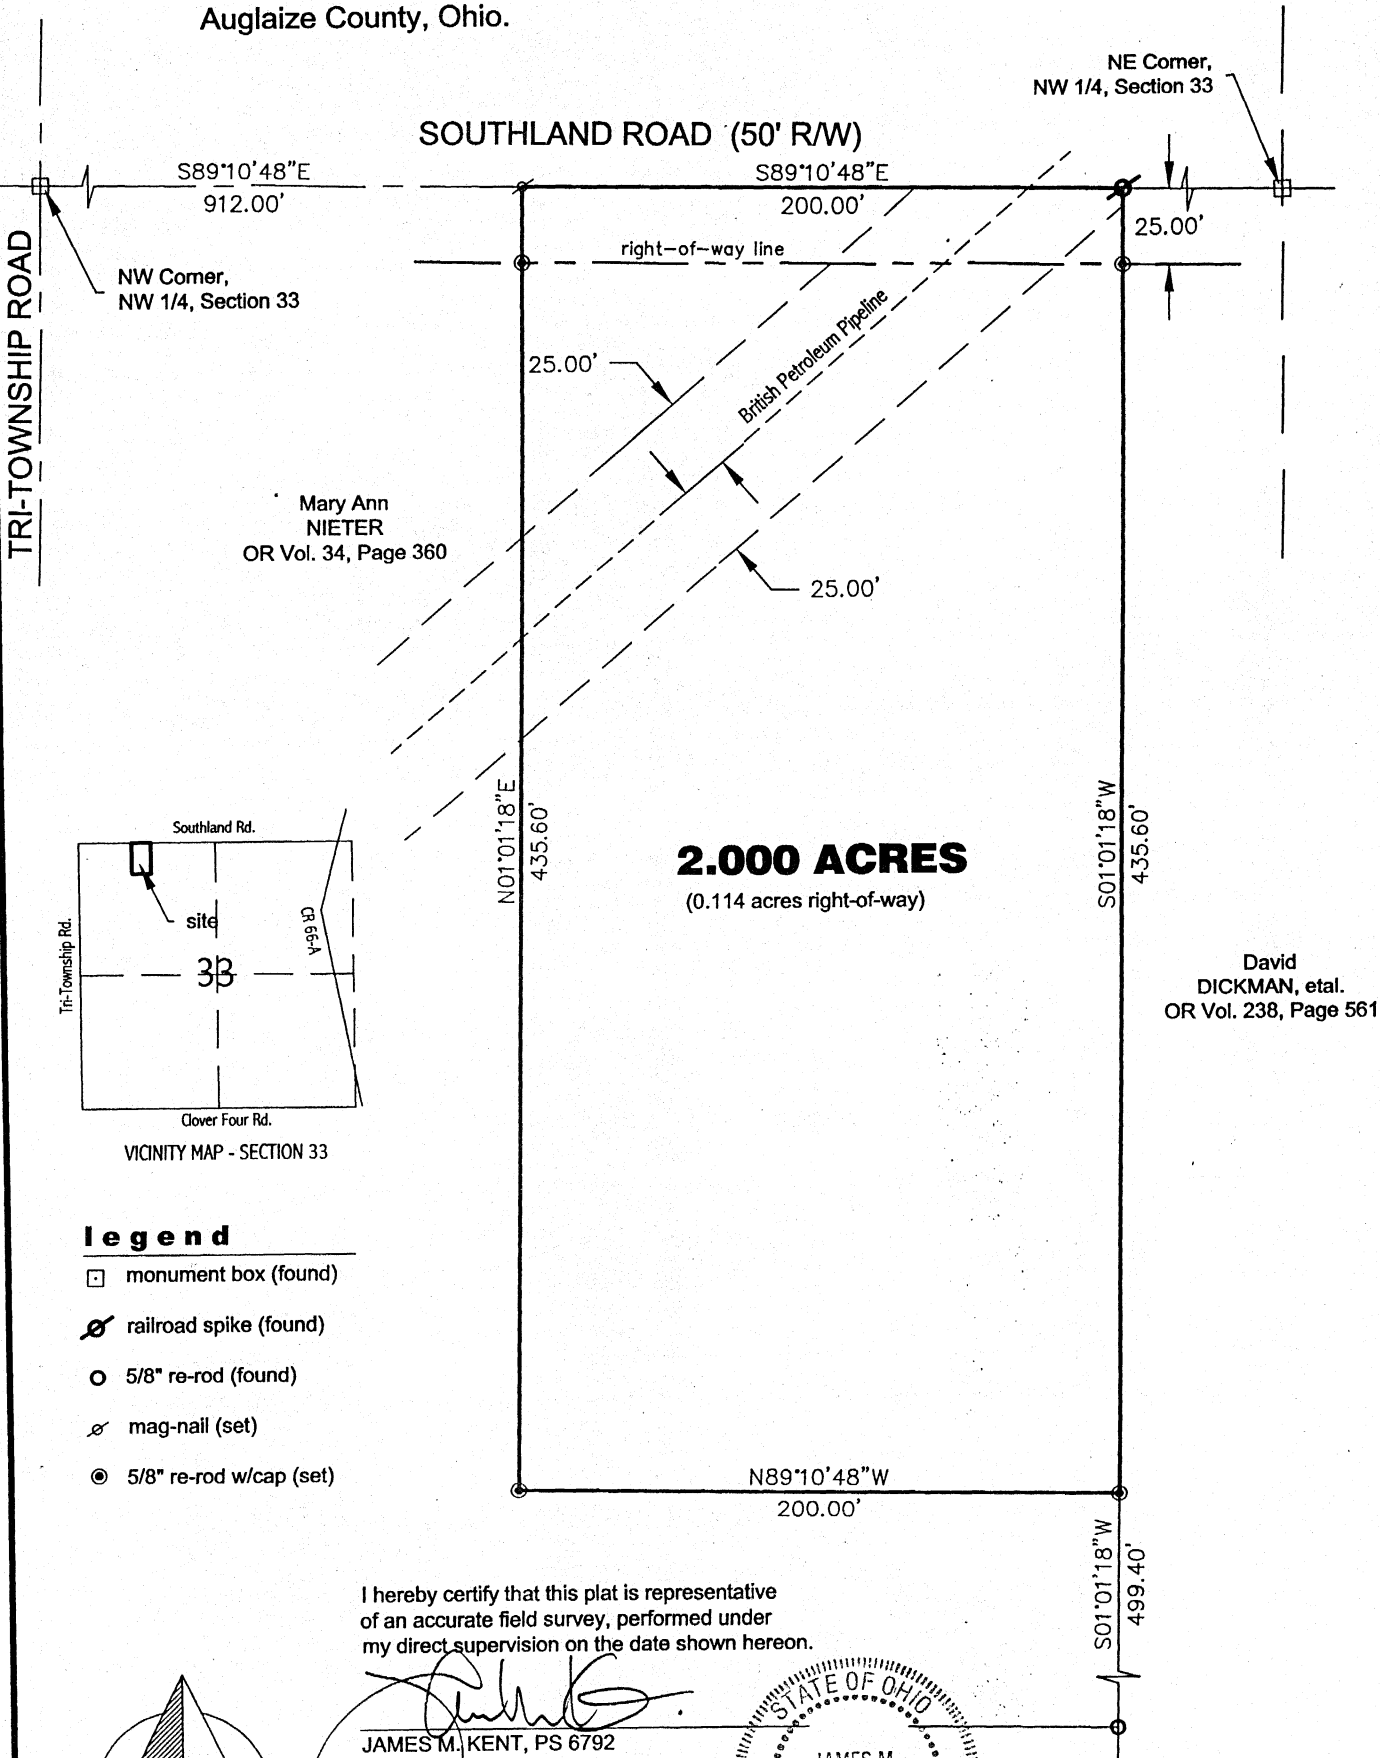 Auglaize County, Ohio.
NE Corner,
NW 1/4, Section 33
SOUTHLAND ROAD (50' R/W)
S89°10'48"E
912.00'
S89°10'48"E
200.00'
25.00'
right-of-way line
NW Corner,
NW 1/4, Section 33
TRI-TOWNSHIP ROAD
25.00'
British Petroleum Pipeline
Mary Ann
NIETER
OR Vol. 34, Page 360
25.00'
N01°01'18"E
435.60'
2.000 ACRES
(0.114 acres right-of-way)
S01°01'18"W
435.60'
David
DICKMAN, etal.
OR Vol. 238, Page 561
Southland Rd.
site
CR 66-A
33
Tri-Township Rd.
Clover Four Rd.
VICINITY MAP - SECTION 33
legend
monument box (found)
railroad spike (found)
5/8" re-rod (found)
mag-nail (set)
5/8" re-rod w/cap (set)
N89°10'48"W
200.00'
S01°01'18"W
499.40'
I hereby certify that this plat is representative
of an accurate field survey, performed under
my direct supervision on the date shown hereon.
JAMES M. KENT, PS 6792
STATE OF OHIO
JAMES M.